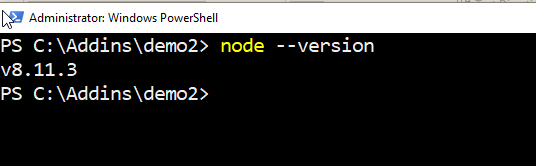 Administrator: Windows PowerShell
PS C:\Addins\demo2> node --version
v8.11.3
PS C:\Addins\demo2>